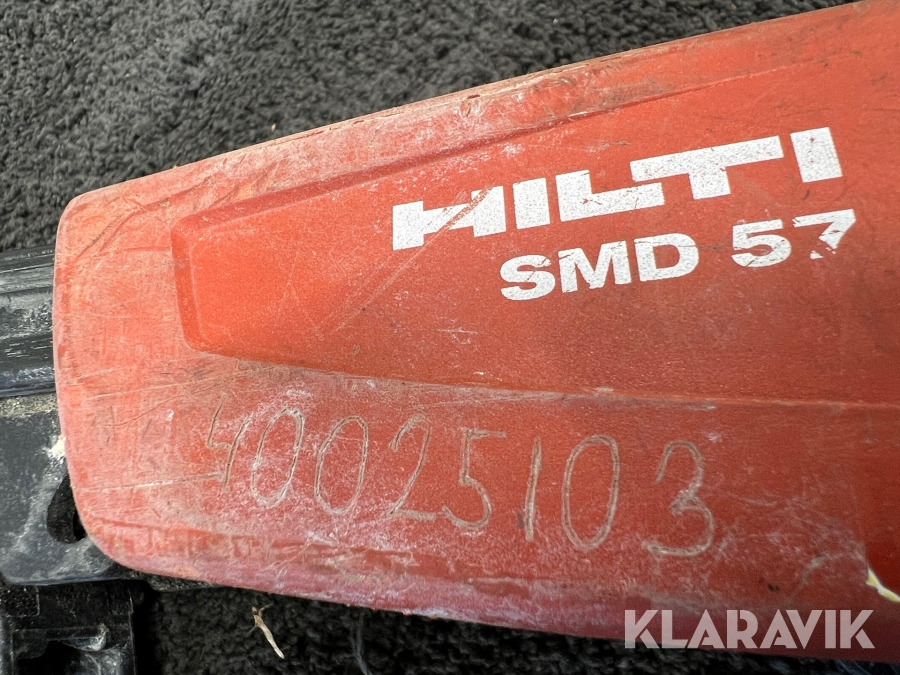 HILTI
SMD 57
40025103
KLARAVIK